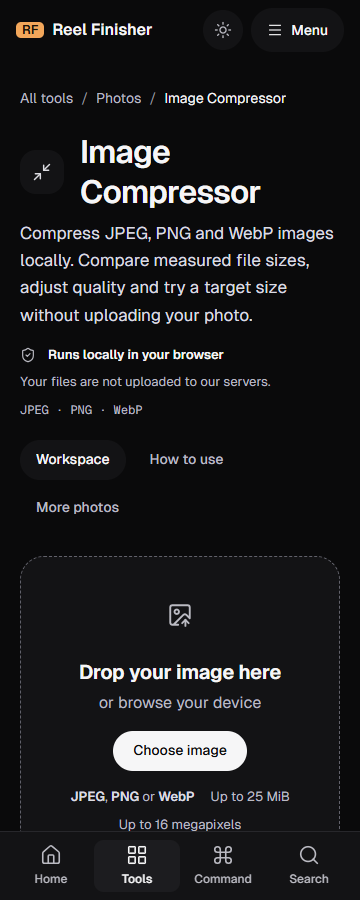 RF Reel Finisher Menu
All tools / Photos / Image Compressor
Image
Compressor
Compress JPEG, PNG and WebP images
locally. Compare measured file sizes,
adjust quality and try a target size
without uploading your photo.
Runs locally in your browser
Your files are not uploaded to our servers.
JPEG · PNG · WebP
Workspace How to use
More photos
Drop your image here
or browse your device
Choose image
JPEG, PNG or WebP Up to 25 MiB
Up to 16 megapixels
Home Tools Command Search